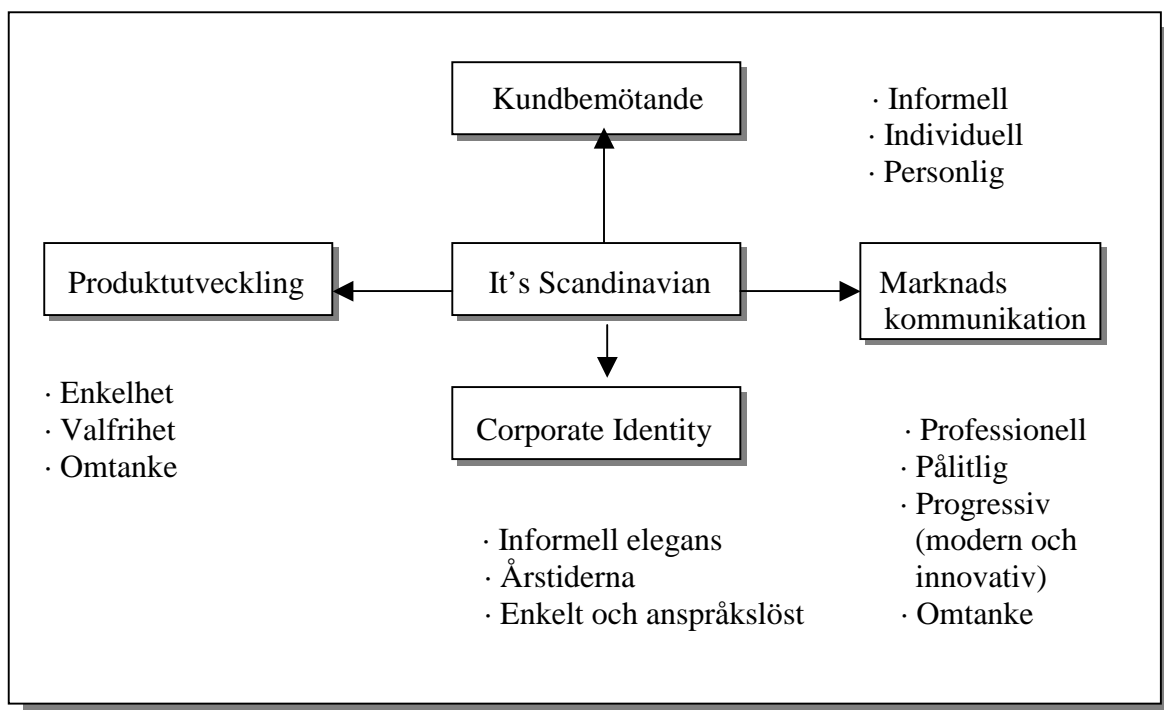 Kundbemötande
· Informell
· Individuell
· Personlig
Produktutveckling
It's Scandinavian
Marknads
kommunikation
· Enkelhet
· Valfrihet
· Omtanke
Corporate Identity
· Informell elegans
· Årstiderna
· Enkelt och anspråkslöst
· Professionell
· Pålitlig
· Progressiv
(modern och
innovativ)
· Omtanke